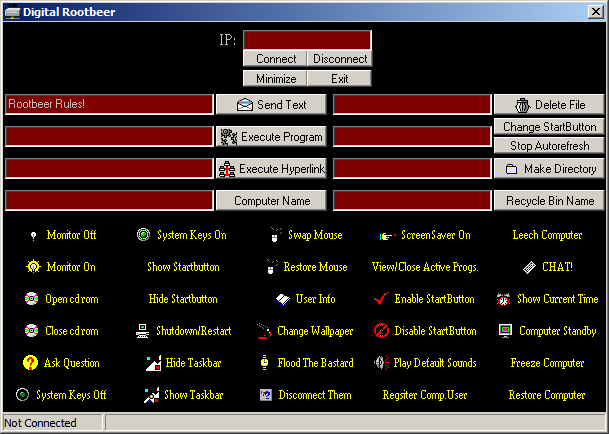 Digital Rootbeer
IP:
Connect Disconnect
Minimize Exit
Rootbeer Rules! Send Text Delete File
Change StartButton
Execute Program
Stop Autorefresh
Execute Hyperlink Make Directory
Computer Name Recycle Bin Name
Monitor Off System Keys On Swap Mouse ScreenSaver On Leech Computer
Monitor On Show Startbutton Restore Mouse View/Close Active Progs. CHAT!
Open cd rom Hide Startbutton User Info Enable StartButton Show Current Time
Close cd rom Shutdown/Restart Change Wallpaper Disable StartButton Computer Standby
Ask Question Hide Taskbar Flood The Bastard Play Default Sounds Freeze Computer
System Keys Off Show Taskbar Disconnect Them Regsiter Comp.User Restore Computer
Not Connected